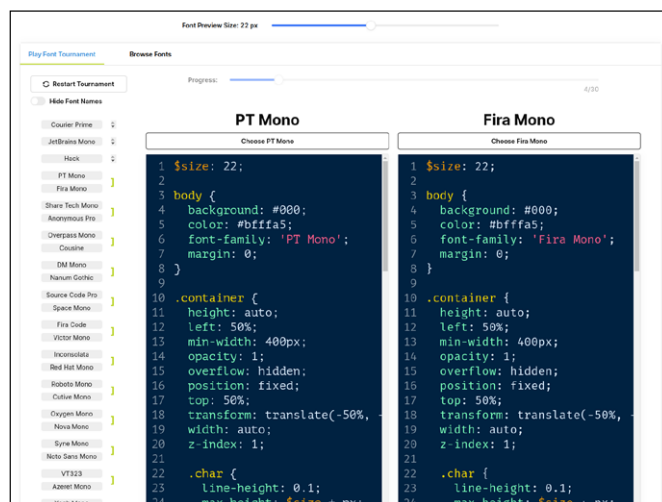 Font Preview Size: 22 px
Play Font Tournament
Browse Fonts
Restart Tournament
Hide Font Names
Progress:
4/30
Courier Prime
JetBrains Mono
Hack
PT Mono
Fira Mono
Share Tech Mono
Anonymous Pro
Overpass Mono
Cousine
DM Mono
Nanum Gothic
Source Code Pro
Space Mono
Fira Code
Victor Mono
Inconsolata
Red Hat Mono
Roboto Mono
Cutive Mono
Oxygen Mono
Nova Mono
Syne Mono
Noto Sans Mono
VT323
Azeret Mono
PT Mono
Choose PT Mono
1 $size: 22;
2
3 body {
4 background: #000;
5 color: #bfffa5;
6 font-family: 'PT Mono';
7 margin: 0;
8 }
9
10 .container {
11 height: auto;
12 left: 50%;
13 min-width: 400px;
14 opacity: 1;
15 overflow: hidden;
16 position: fixed;
17 top: 50%;
18 transform: translate(-50%, -
19 width: auto;
20 z-index: 1;
21
22 .char {
23 line-height: 0.1;
24 max-height: $size * px;
Fira Mono
Choose Fira Mono
1 $size: 22;
2
3 body {
4 background: #000;
5 color: #bfffa5;
6 font-family: 'Fira Mono';
7 margin: 0;
8 }
9
10 .container {
11 height: auto;
12 left: 50%;
13 min-width: 400px;
14 opacity: 1;
15 overflow: hidden;
16 position: fixed;
17 top: 50%;
18 transform: translate(-50%, -
19 width: auto;
20 z-index: 1;
21
22 .char {
23 line-height: 0.1;